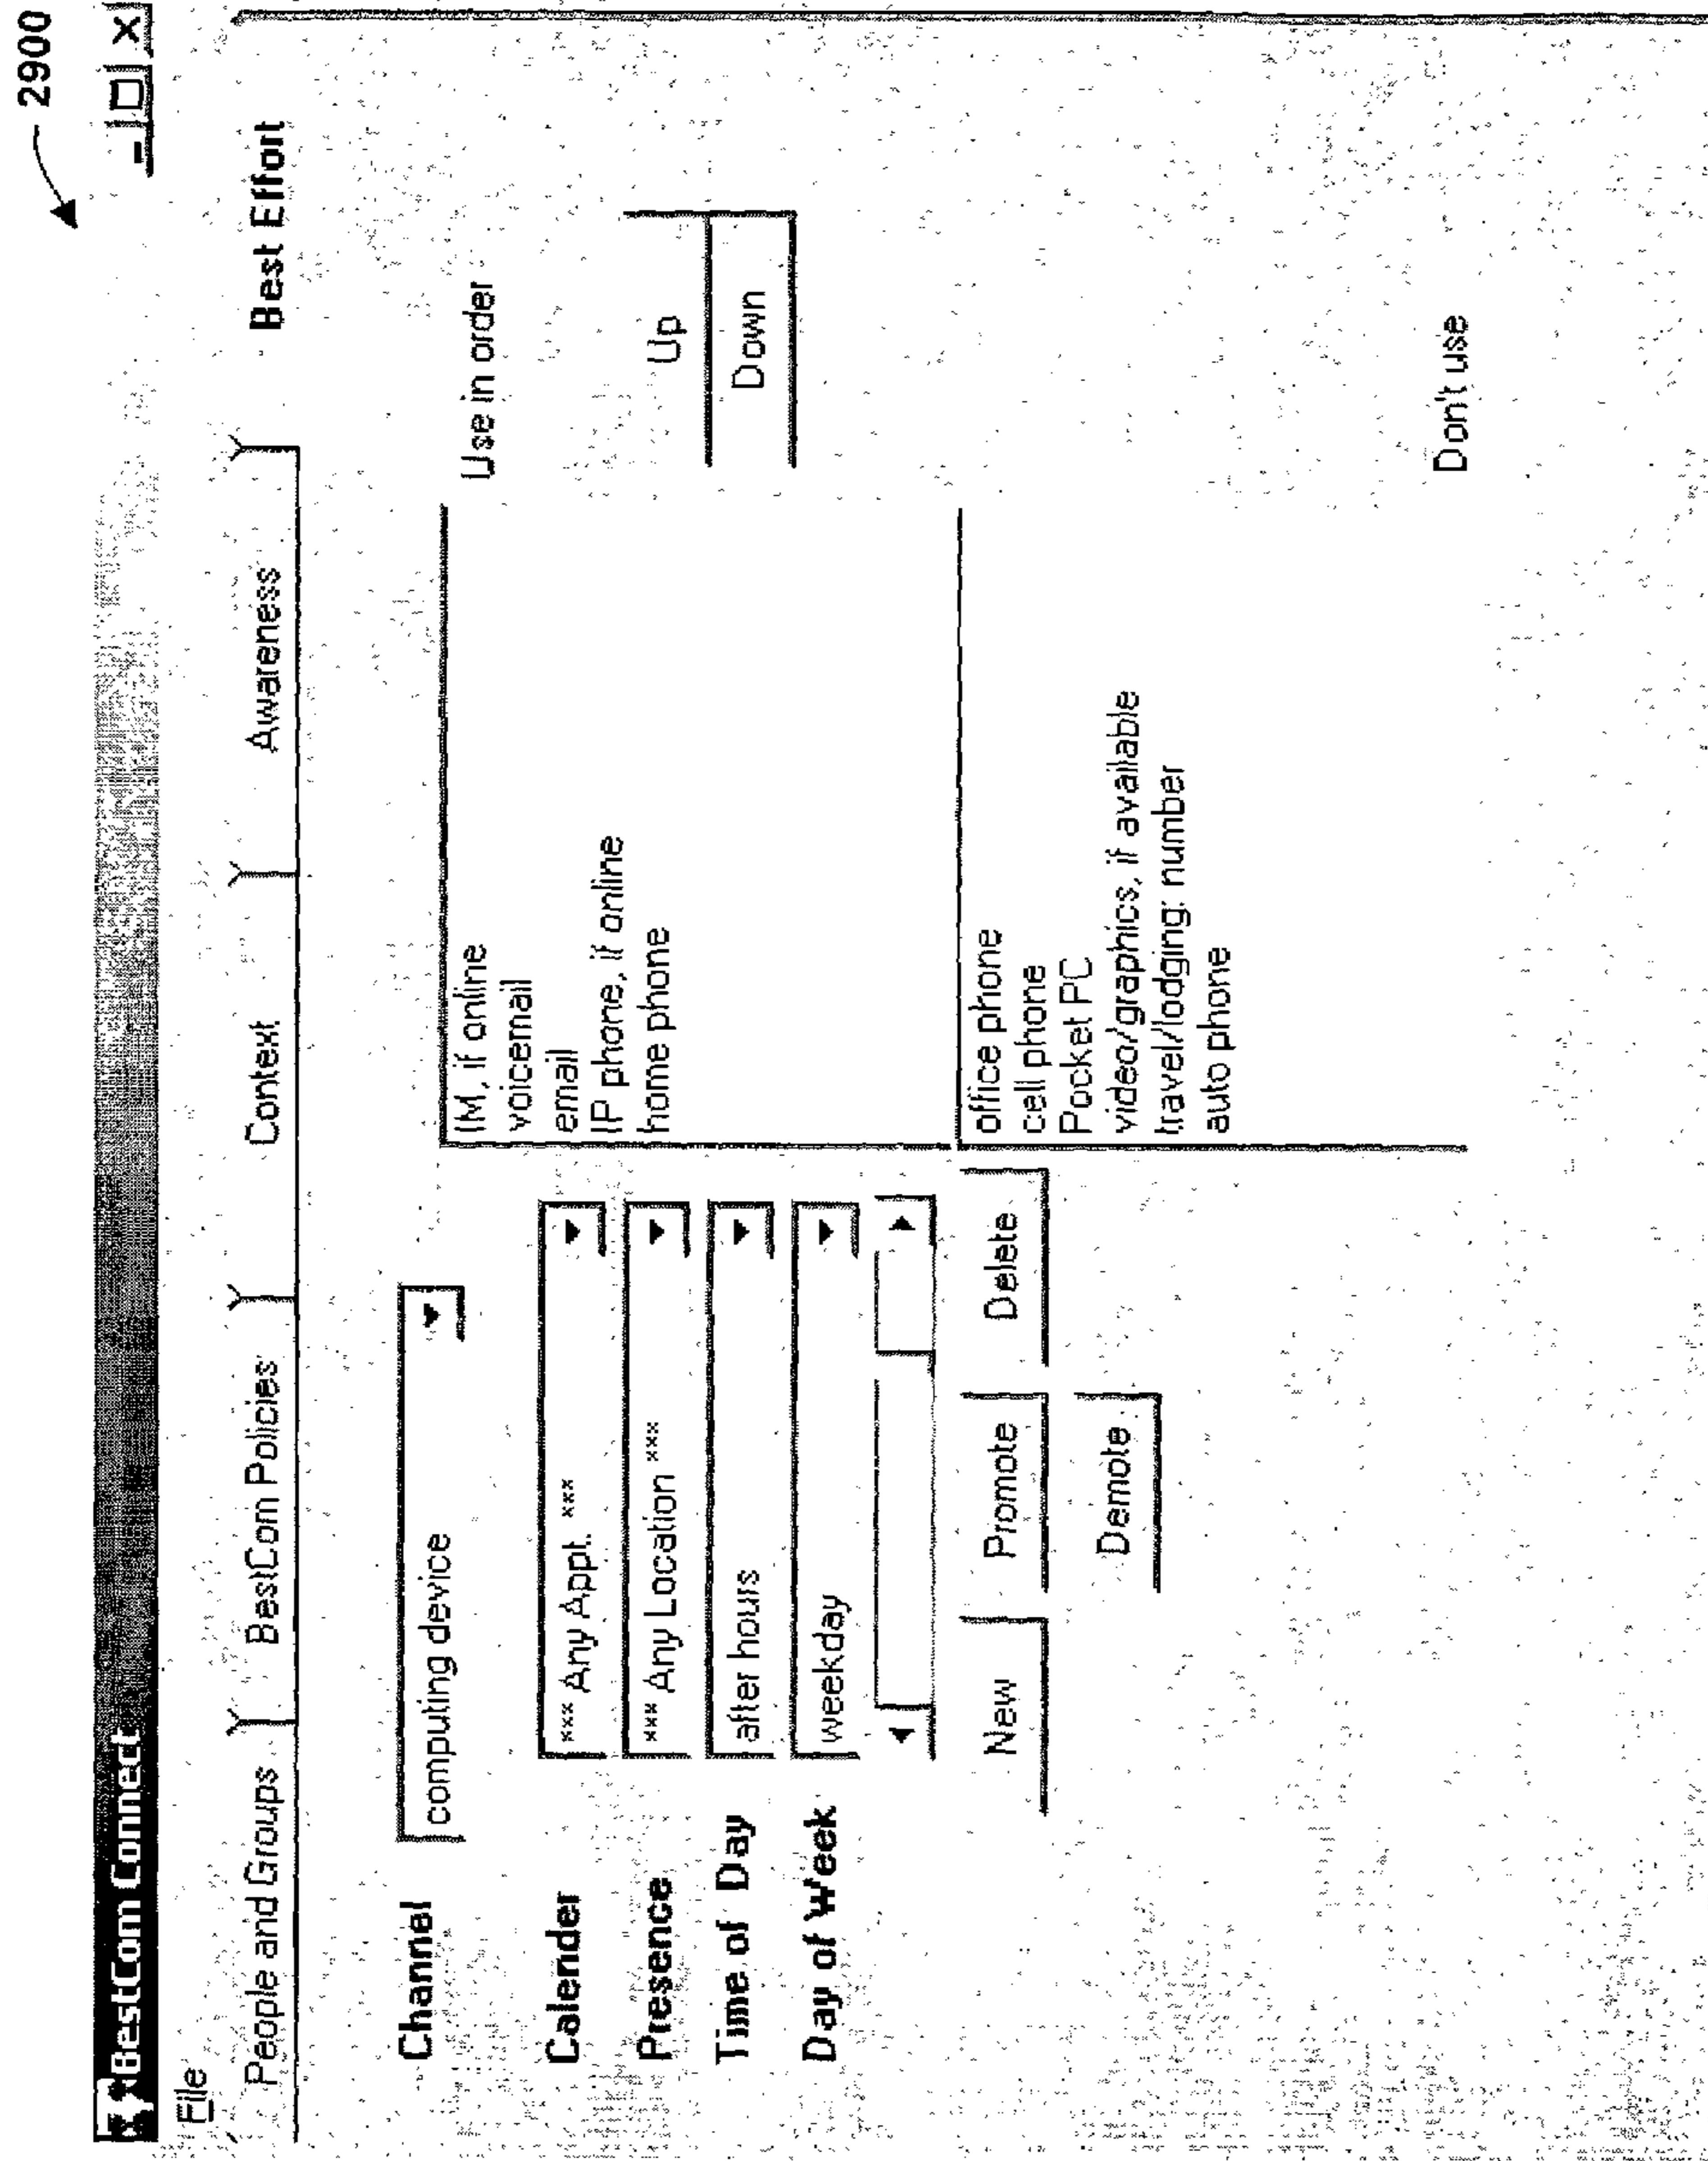 2900
BestCom Connect
File
People and Groups
BestCom Policies
Context
Awareness
Best Effort
Channel
computing device
Calender
*** Any Appt. ***
Presence
*** Any Location ***
Time of Day
after hours
Day of Week
weekday
New
Promote
Delete
Demote
IM, if online
voicemail
email
IP phone, if online
home phone
Use in order
Up
Down
office phone
cell phone
Pocket PC
video/graphics, if available
travel/lodging: number
auto phone
Don't use